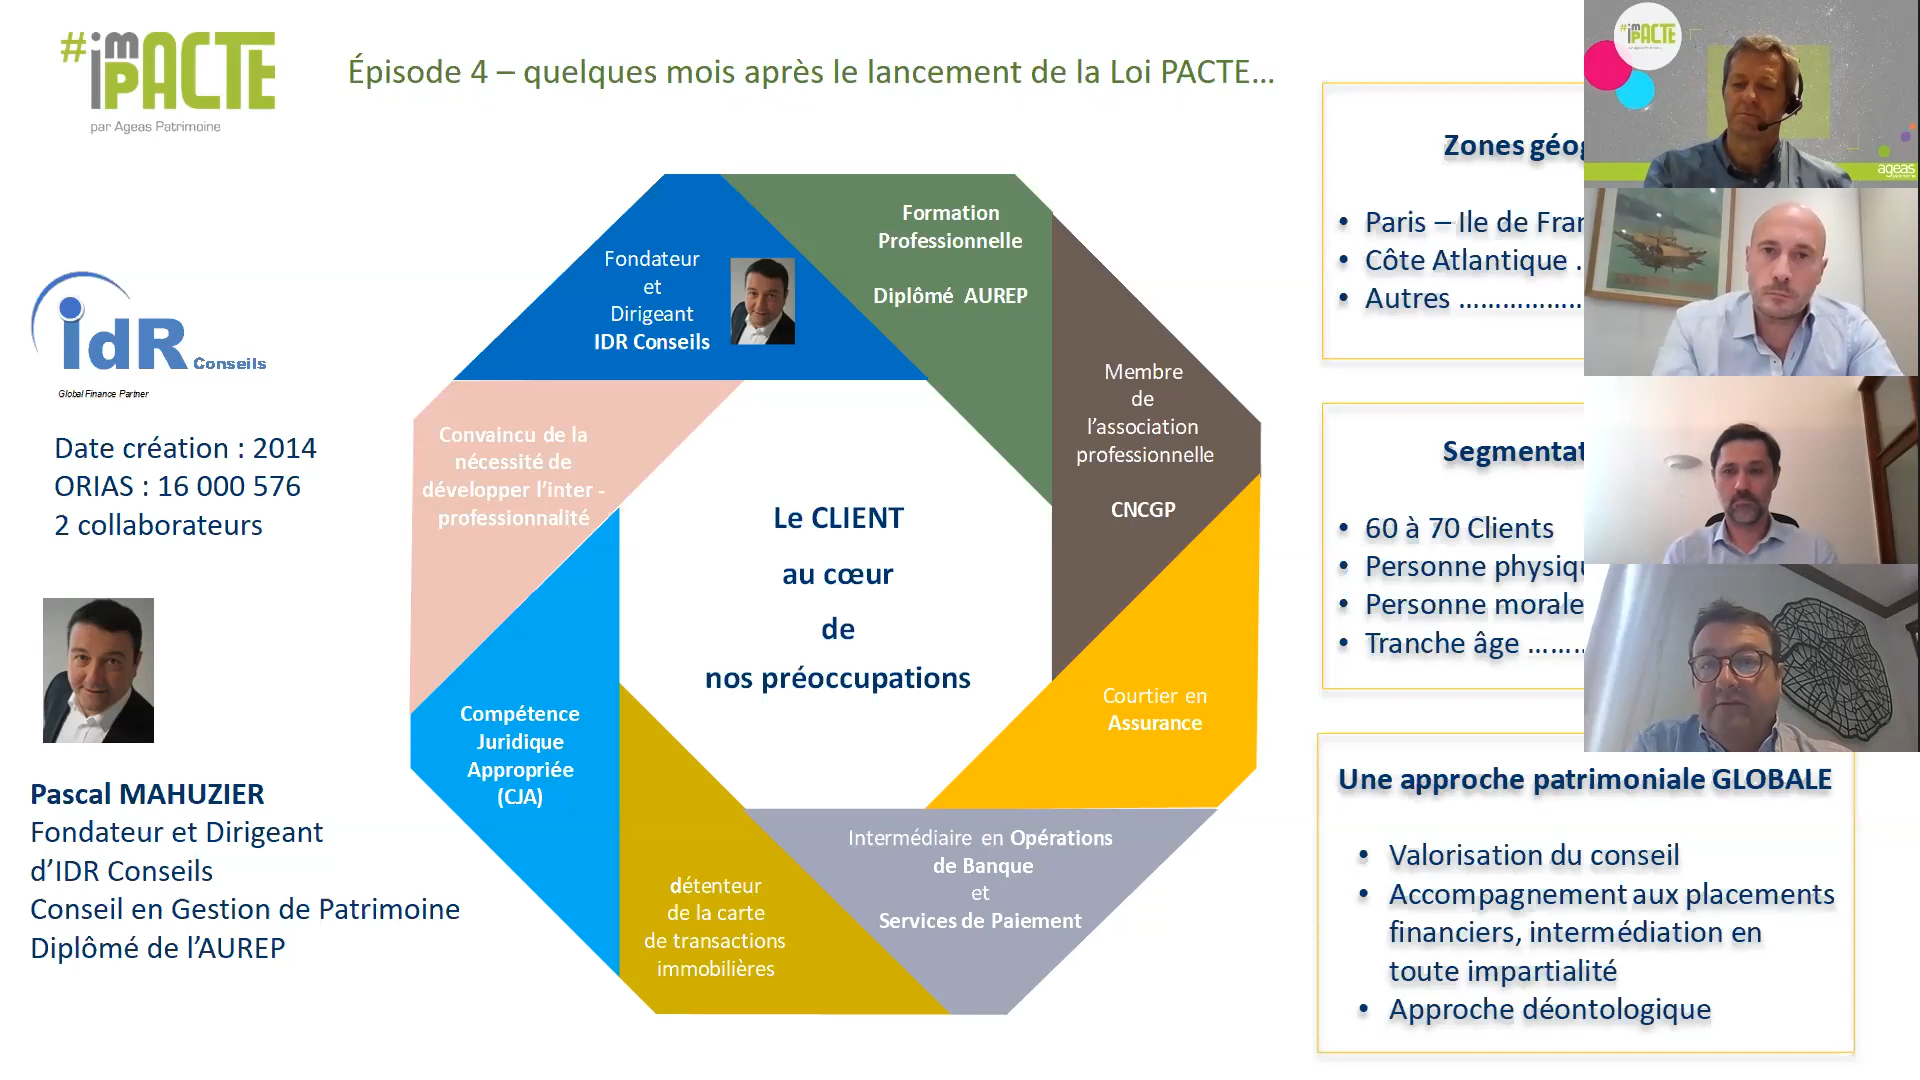 #imPACTE
par Ageas Patrimoine
Épisode 4 – quelques mois après le lancement de la Loi PACTE...
IdR Conseils
Global Finance Partner
Date création : 2014
ORIAS : 16 000 576
2 collaborateurs
Pascal MAHUZIER
Fondateur et Dirigeant
d’IDR Conseils
Conseil en Gestion de Patrimoine
Diplômé de l’AUREP
Fondateur
et
Dirigeant
IDR Conseils
Formation
Professionnelle
Diplômé AUREP
Membre
de
l’association
professionnelle
CNCGP
Courtier en
Assurance
Intermédiaire en Opérations
de Banque
et
Services de Paiement
détenteur
de la carte
de transactions
immobilières
Compétence
Juridique
Appropriée
(CJA)
Convaincu de la
nécessité de
développer l’inter -
professionnalité
Le CLIENT
au cœur
de
nos préoccupations
Zones
• Paris – Ile de
• Côte Atlantique .
• Autres ..................
• 60 à 70 Clients
• Personne
• Personne morale
• Tranche âge ........
Une approche patrimoniale GLOBALE
• Valorisation du conseil
• Accompagnement aux placements
financiers, intermédiation en
toute impartialité
• Approche déontologique
#imPACTE
ageas